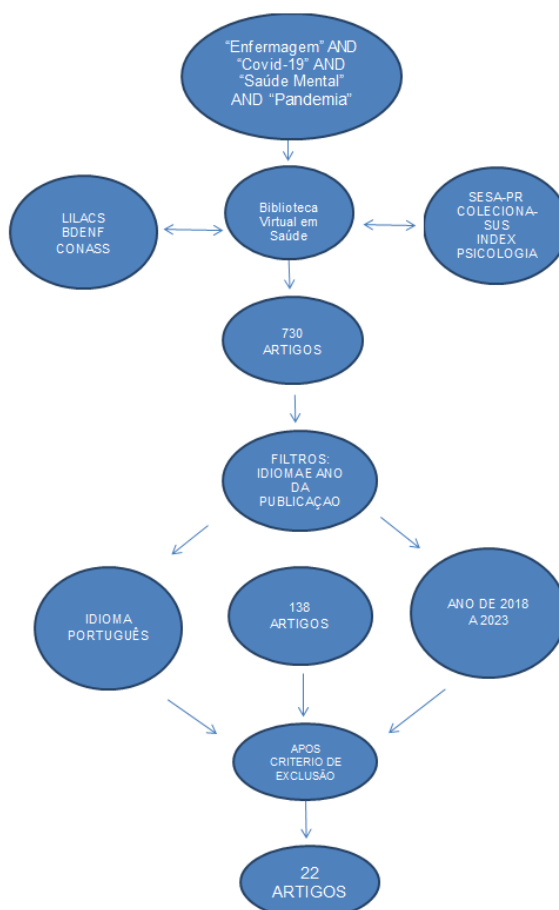 “Enfermagem” AND
“Covid-19” AND
“Saúde Mental”
AND “Pandemia”
LILACS
BDENF
CONASS
Biblioteca
Virtual em
Saúde
SESA-PR
COLECIONA-
SUS
INDEX
PSICOLOGIA
730
ARTIGOS
FILTROS:
IDIOMA E ANO
DA
PUBLICAÇAO
IDIOMA
PORTUGUÊS
138
ARTIGOS
ANO DE 2018
A 2023
APOS
CRITERIO DE
EXCLUSÃO
22
ARTIGOS